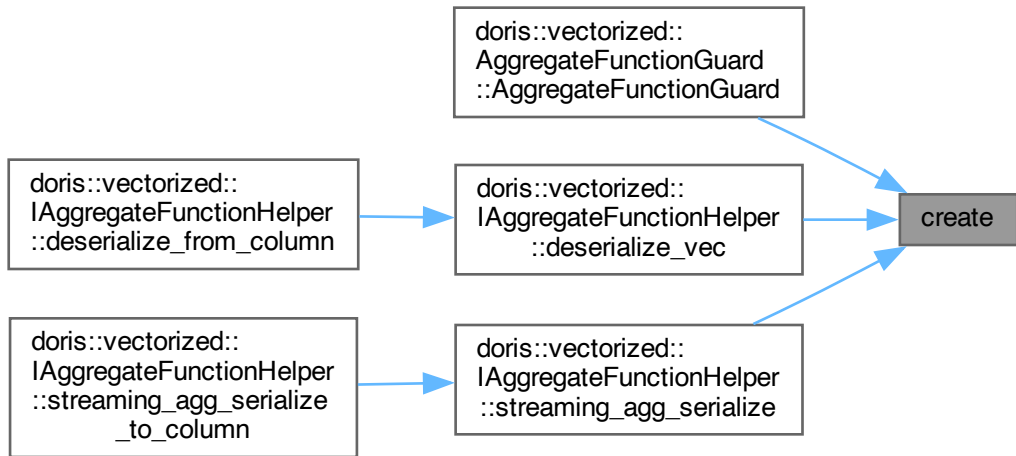 doris::vectorized::
AggregateFunctionGuard
::AggregateFunctionGuard
doris::vectorized::
IAggregateFunctionHelper
::deserialize_from_column
doris::vectorized::
IAggregateFunctionHelper
::deserialize_vec
create
doris::vectorized::
IAggregateFunctionHelper
::streaming_agg_serialize
_to_column
doris::vectorized::
IAggregateFunctionHelper
::streaming_agg_serialize